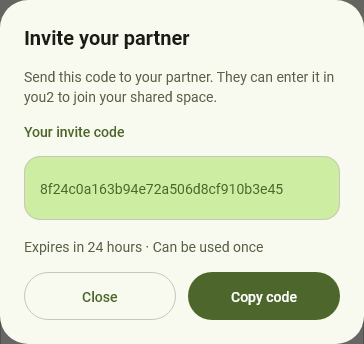 Invite your partner
Send this code to your partner. They can enter it in
you2 to join your shared space.
Your invite code
8f24c0a163b94e72a506d8cf910b3e45
Expires in 24 hours · Can be used once
Close
Copy code